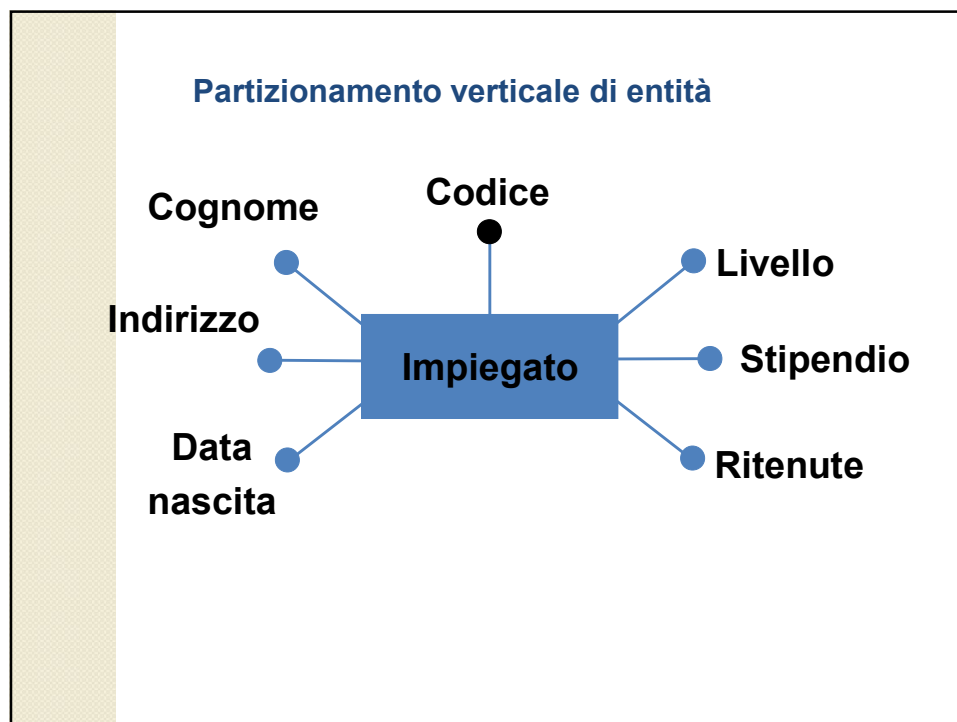 Partizionamento verticale di entità
Codice
Cognome
Livello
Indirizzo
Impiegato
Stipendio
Data
nascita
Ritenute